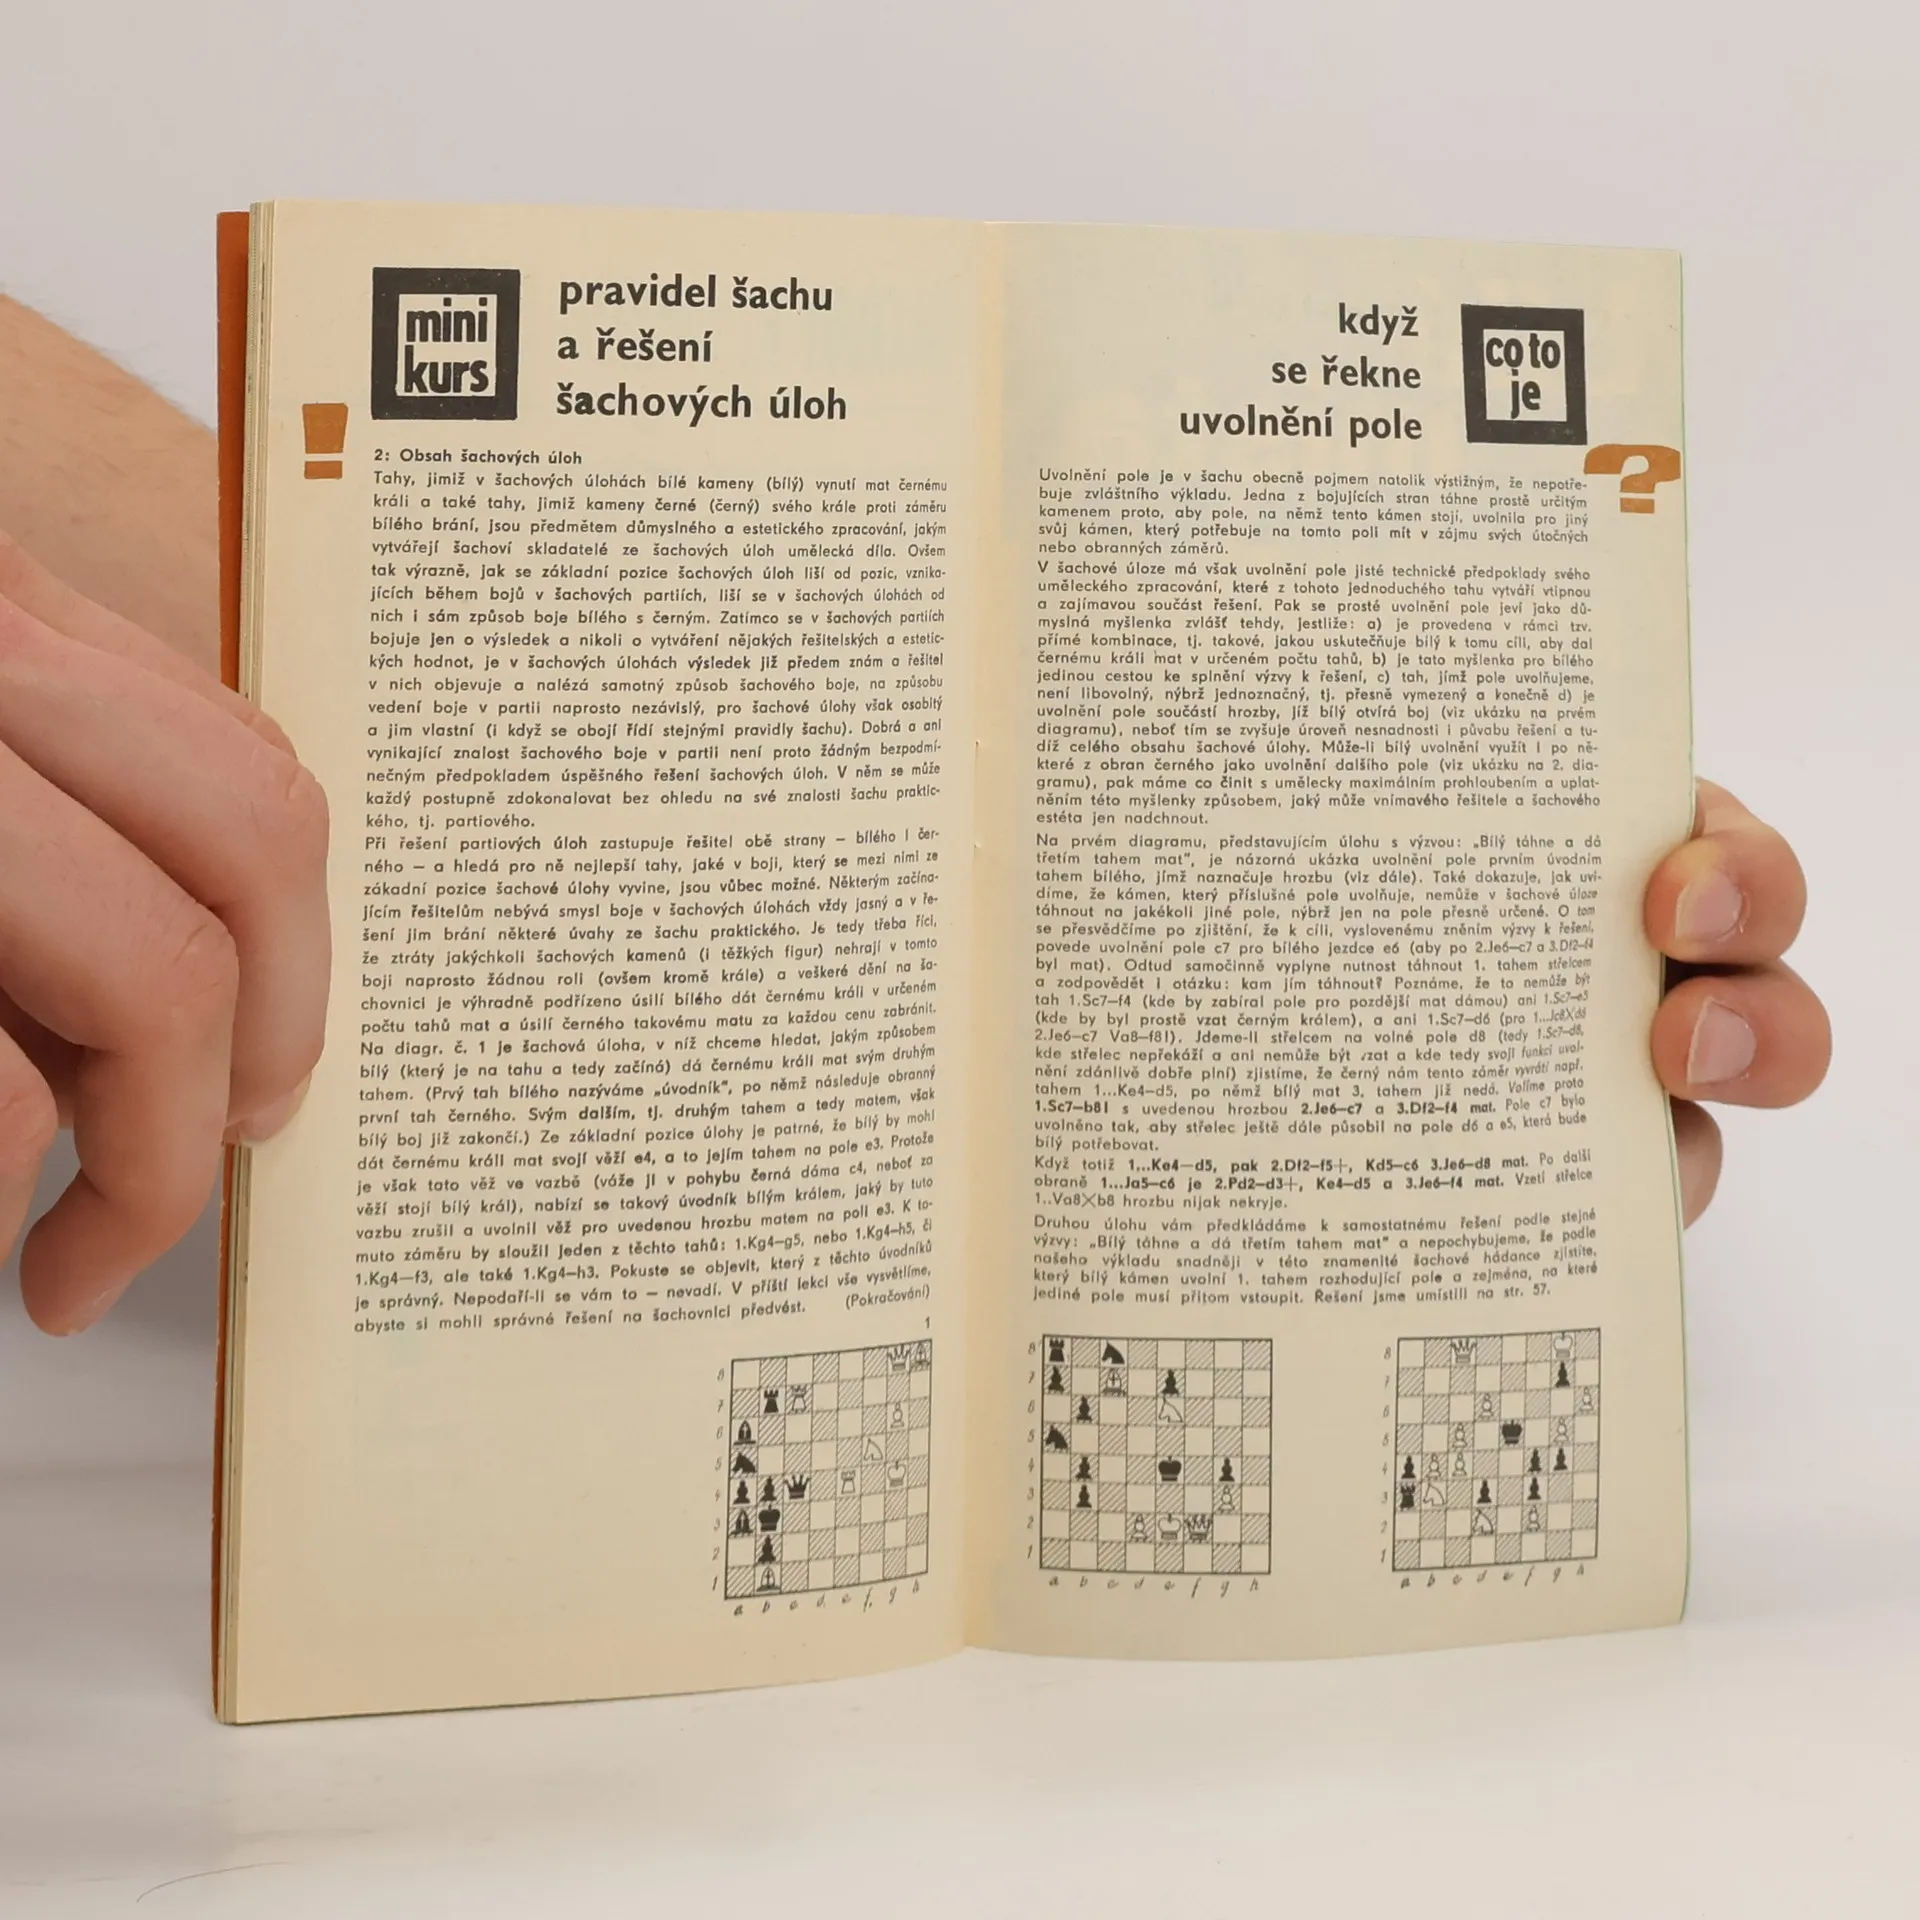 mini
kurs
pravidel šachu
a řešení
šachových úloh
!
2: Obsah šachových úloh
Tahy, jimiž v šachových úlohách bílé kameny (bílý) vynutí mat černému
králi a také tahy, jimiž kameny černé (černý) svého krále proti záměru
bílého brání, jsou předmětem důmyslného a estetického zpracování, jakým
vytvářejí šachoví skladatelé ze šachových úloh umělecká díla. Ovšem
tak výrazně, jak se základní pozice šachových úloh liší od pozic, vznika-
jících během bojů v šachových partiích, liší se v šachových úlohách od
nich i sám způsob boje bílého s černým. Zatímco se v šachových partiích
bojuje jen o výsledek a nikoli o vytváření nějakých řešitelských a estetic-
kých hodnot, je v šachových úlohách výsledek již předem znám a řešitel
v nich objevuje a nalézá samotný způsob šachového boje, na způsobu
vedení boje v partii naprosto nezávislý, pro šachové úlohy však osobitý
a jim vlastní (i když se obojí řídí stejnými pravidly šachu). Dobrá a ani
vynikající znalost šachového boje v partii není proto žádným bezpodmí-
nečným předpokladem úspěšného řešení šachových úloh. V něm se může
každý postupně zdokonalovat bez ohledu na své znalosti šachu praktic-
kého, tj. partiového.
Při řešení partiových úloh zastupuje řešitel obě strany – bílého i čer-
ného — a hledá pro ně nejlepší tahy, jaké v boji, který se mezi nimi ze
zákadní pozice šachové úlohy vyvine, jsou vůbec možné. Některým začína-
jícím řešitelům nebývá smysl boje v šachových úlohách vždy jasný a v ře-
šení jim brání některé úvahy ze šachu praktického. Je tedy třeba říci,
že ztráty jakýchkoli šachových kamenů (i těžkých figur) nehrají v tomto
boji naprosto žádnou roli (ovšem kromě krále) a veškeré dění na ša-
chovnici je výhradně podřízeno úsilí bílého dát černému králi v určeném
počtu tahů mat a úsilí černého takovému matu za každou cenu zabránit.
Na diagr. č. 1 je šachová úloha, v níž chceme hledat, jakým způsobem
bílý (který je na tahu a tedy začíná) dá černému králi mat svým druhým
tahem. (Prvý tah bílého nazýváme „úvodník“, po němž následuje obranný
první tah černého. Svým dalším, tj. druhým tahem a tedy matem, však
bílý boj již zakončí.) Ze základní pozice úlohy je patrné, že bílý by mohl
dát černému králi mat svojí věží e4, a to jejím tahem na pole e3. Protože
je však tato věž ve vazbě (váže ji v pohybu černá dáma c4, neboť za
věží stojí bílý král), nabízí se takový úvodník bílým králem, jaký by tuto
vazbu zrušil a uvolnil věž pro uvedenou hrozbu matem na poli e3. K to-
muto záměru by sloužil jeden z těchto tahů: 1.Kg4–g5, nebo 1.Kg4–h5, či
1.Kg4—f3, ale také 1.Kg4–h3. Pokuste se objevit, který z těchto úvodníků
je správný. Nepodaří-li se vám to — nevadí. V příští lekci vše vysvětlíme,
abyste si mohli správné řešení na šachovnici předvést. (Pokračování)
1
8
7
6
5
4
3
2
1
a b c d e f g h
když
se řekne
uvolnění pole
co to
je
?
Uvolnění pole je v šachu obecně pojmem natolik výstižným, že nepotře-
buje zvláštního výkladu. Jedna z bojujících stran táhne prostě určitým
kamenem proto, aby pole, na němž tento kámen stojí, uvolnila pro jiný
svůj kámen, který potřebuje na tomto poli mít v zájmu svých útočných
nebo obranných záměrů.
V šachové úloze má však uvolnění pole jisté technické předpoklady svého
uměleckého zpracování, které z tohoto jednoduchého tahu vytváří vtipnou
a zajímavou součást řešení. Pak se prosté uvolnění pole jeví jako dů-
myslná myšlenka zvlášť tehdy, jestliže: a) je provedena v rámci tzv.
přímé kombinace, tj. takové, jakou uskutečňuje bílý k tomu cíli, aby dal
černému králi mat v určeném počtu tahů, b) je tato myšlenka pro bílého
jedinou cestou ke splnění výzvy k řešení, c) tah, jímž pole uvolňujeme,
není libovolný, nýbrž jednoznačný, tj. přesně vymezený a konečně d) je
uvolnění pole součástí hrozby, jíž bílý otvírá boj (viz ukázku na prvém
diagramu), neboť tím se zvyšuje úroveň nesnadnosti i půvabu řešení a tu-
díž celého obsahu šachové úlohy. Může-li bílý uvolnění využít i po ně-
které z obran černého jako uvolnění dalšího pole (viz ukázku na 2. dia-
gramu), pak máme co činit s umělecky maximálním prohloubením a uplat-
něním této myšlenky způsobem, jaký může vnímavého řešitele a šachového
estéta jen nadchnout.
Na prvém diagramu, představujícím úlohu s výzvou: „Bílý táhne a dá
třetím tahem mat“, je názorná ukázka uvolnění pole prvním úvodním
tahem bílého, jímž naznačuje hrozbu (viz dále). Také dokazuje, jak uvi-
díme, že kámen, který příslušné pole uvolňuje, nemůže v šachové úloze
táhnout na jakékoli jiné pole, nýbrž jen na pole přesně určené. O tom
se přesvědčíme po zjištění, že k cíli, vyslovenému zněním výzvy k řešení,
povede uvolnění pole c7 pro bílého jezdce e6 (aby po 2.Je6–c7 a 3.Df2–f4
byl mat). Odtud samočinně vyplyne nutnost táhnout 1. tahem střelcem
a zodpovědět i otázku: kam jím táhnout? Poznáme, že to nemůže být
tah 1.Sc7–f4 (kde by zabíral pole pro pozdější mat dámou) ani 1.Sc7–e5
(kde by byl prostě vzat černým králem), a ani 1.Sc7–d6 (pro 1...Jc8Xd6
2.Je6–c7 Va8–f8!). Jdeme-li střelcem na volné pole d8 (tedy 1.Sc7–d8,
kde střelec nepřekáží a ani nemůže být vzat a kde tedy svojí funkci uvol-
nění zdánlivě dobře plní) zjistíme, že černý nám tento záměr vyvrátí např.
tahem 1...Ke4–d5, po němž bílý mat 3. tahem již nedá. Volíme proto
1.Sc7–b8! s uvedenou hrozbou 2.Je6–c7 a 3.Df2–f4 mat. Pole c7 bylo
uvolněno tak, aby střelec ještě dále působil na pole d6 a e5, která bude
bílý potřebovat.
Když totiž 1...Ke4—d5, pak 2.Df2–f5+, Kd5–c6 3.Je6–d8 mat. Po další
obraně 1...Ja5–c6 je 2.Pd2–d3+, Ke4–d5 a 3.Je6–f4 mat. Vzetí střelce
1..Va8Xb8 hrozbu nijak nekryje.
Druhou úlohu vám předkládáme k samostatnému řešení podle stejné
výzvy: „Bílý táhne a dá třetím tahem mat“ a nepochybujeme, že podle
našeho výkladu snadněji v této znamenité šachové hádance zjistíte,
který bílý kámen uvolní 1. tahem rozhodující pole a zejména, na které
jediné pole musí přitom vstoupit. Řešení jsme umístili na str. 57.
8
7
6
5
4
3
2
1
a b c d e f g h
8
7
6
5
4
3
2
1
a b c d e f g h